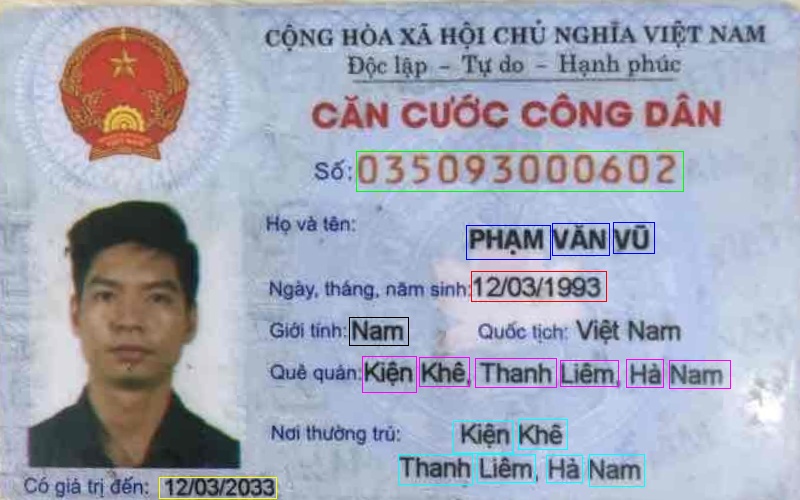 CỘNG HÒA XÃ HỘI CHỦ NGHĨA VIỆT NAM
Độc lập - Tự do - Hạnh phúc
CĂN CƯỚC CÔNG DÂN
Số: 035093000602
Họ và tên:
PHẠM VĂN VŨ
Ngày, tháng, năm sinh: 12/03/1993
Giới tính: Nam Quốc tịch: Việt Nam
Quê quán: Kiện Khê, Thanh Liêm, Hà Nam
Nơi thường trú: Kiện Khê
Thanh Liêm, Hà Nam
Có giá trị đến: 12/03/2033